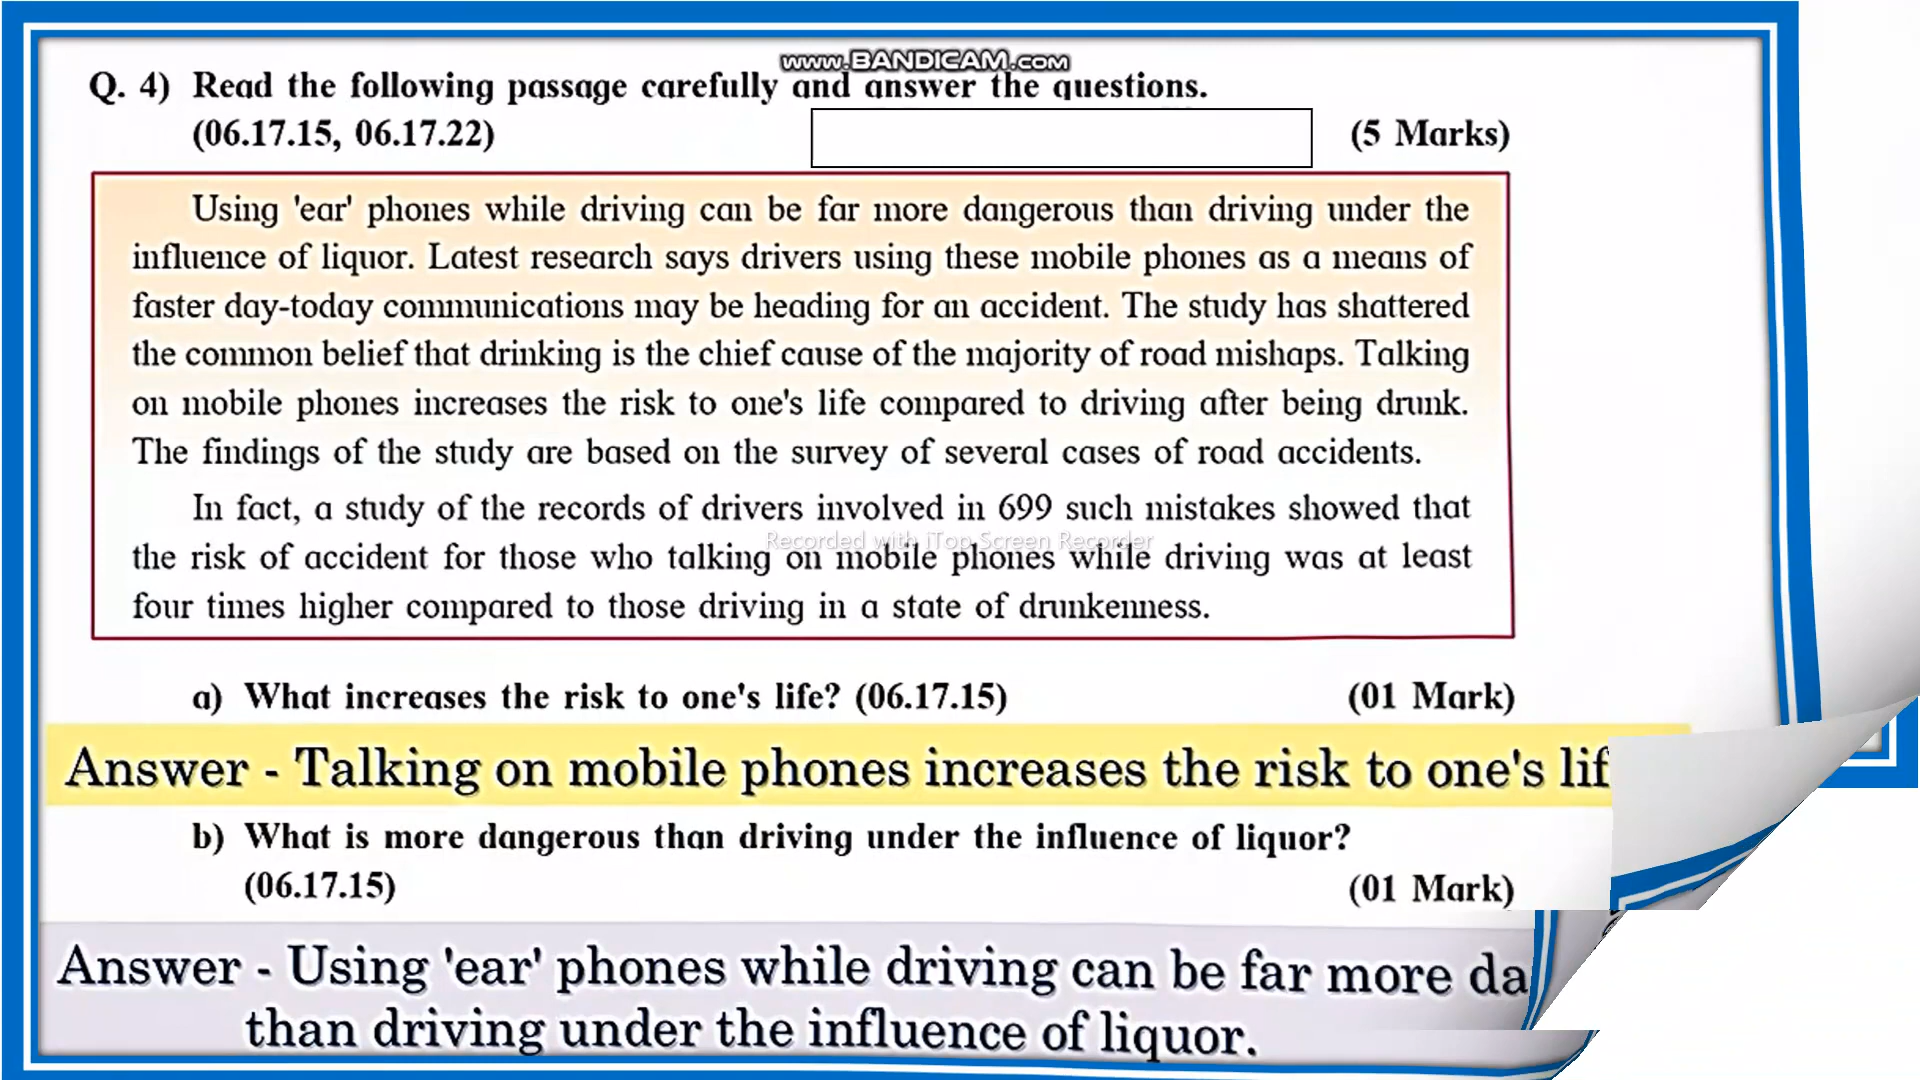 www.BANDICAM.com
Q. 4) Read the following passage carefully and answer the questions.
(06.17.15, 06.17.22) (5 Marks)
Using 'ear' phones while driving can be far more dangerous than driving under the
influence of liquor. Latest research says drivers using these mobile phones as a means of
faster day-today communications may be heading for an accident. The study has shattered
the common belief that drinking is the chief cause of the majority of road mishaps. Talking
on mobile phones increases the risk to one's life compared to driving after being drunk.
The findings of the study are based on the survey of several cases of road accidents.
In fact, a study of the records of drivers involved in 699 such mistakes showed that
Recorded with iTop Screen Recorder
the risk of accident for those who talking on mobile phones while driving was at least
four times higher compared to those driving in a state of drunkenness.
a) What increases the risk to one's life? (06.17.15) (01 Mark)
Answer - Talking on mobile phones increases the risk to one's lif
b) What is more dangerous than driving under the influence of liquor?
(06.17.15) (01 Mark)
Answer - Using 'ear' phones while driving can be far more da
than driving under the influence of liquor.